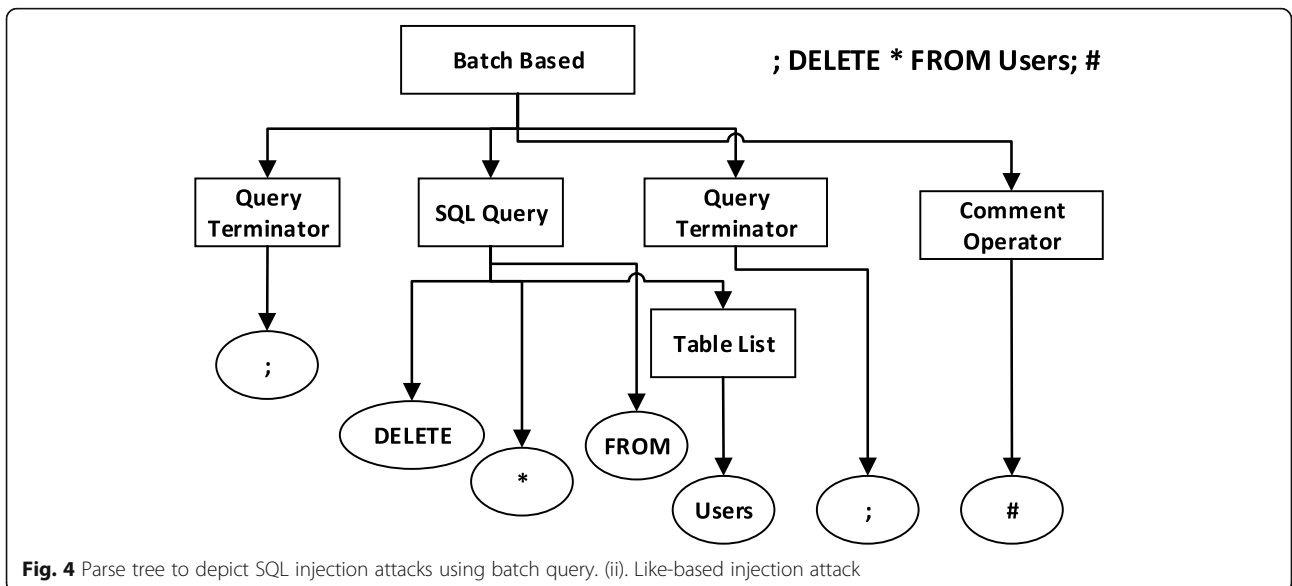 Batch Based
; DELETE * FROM Users; #
Query
Terminator
SQL Query
Query
Terminator
Comment
Operator
Table List
;
DELETE
*
FROM
Users
;
#
Fig. 4 Parse tree to depict SQL injection attacks using batch query. (ii). Like-based injection attack